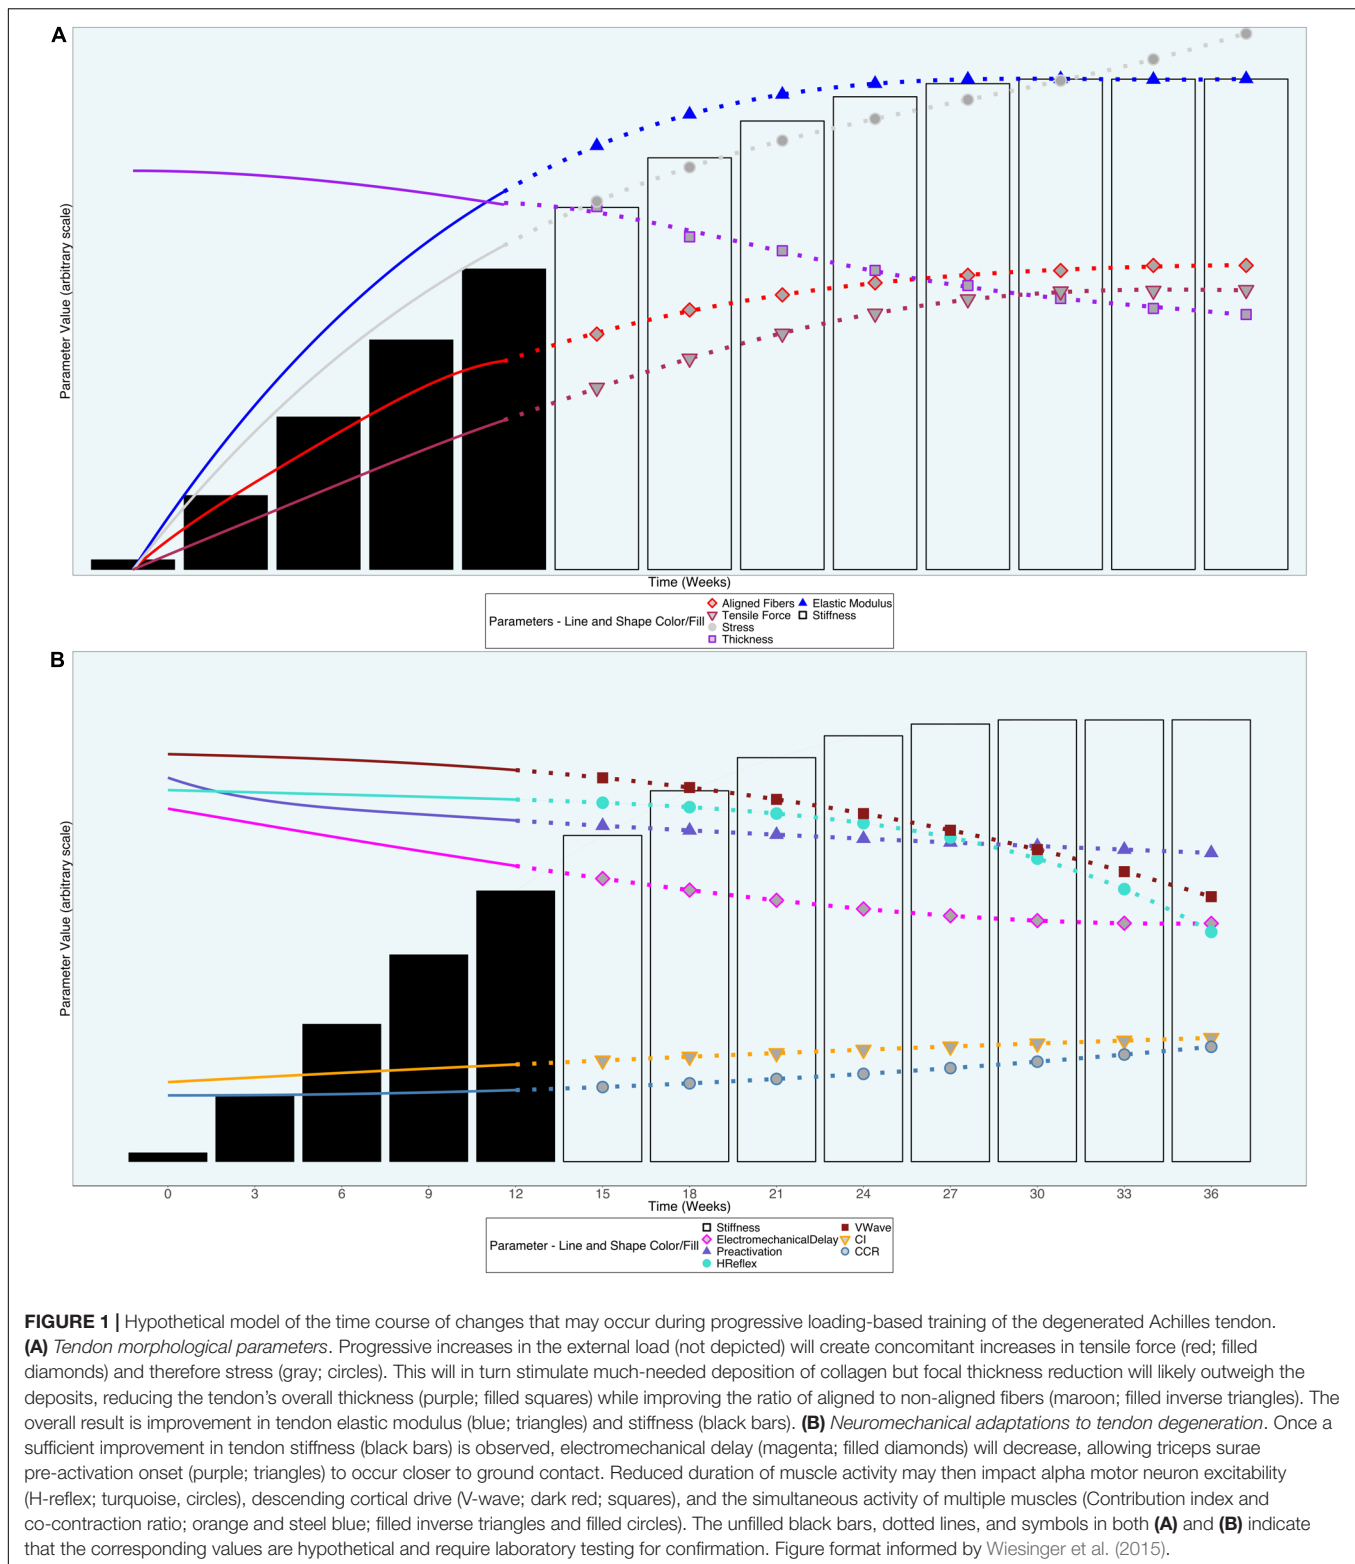 A
Parameter Value (arbitrary scale)
Time (Weeks)
Parameters - Line and Shape Color/Fill
Aligned Fibers
Tensile Force
Stress
Thickness
Elastic Modulus
Stiffness
B
Parameter Value (arbitrary scale)
0 3 6 9 12 15 18 21 24 27 30 33 36
Time (Weeks)
Parameter - Line and Shape Color/Fill
Stiffness
ElectromechanicalDelay
Preactivation
HReflex
VWave
CI
CCR
FIGURE 1 | Hypothetical model of the time course of changes that may occur during progressive loading-based training of the degenerated Achilles tendon.
(A) Tendon morphological parameters. Progressive increases in the external load (not depicted) will create concomitant increases in tensile force (red; filled
diamonds) and therefore stress (gray; circles). This will in turn stimulate much-needed deposition of collagen but focal thickness reduction will likely outweigh the
deposits, reducing the tendon's overall thickness (purple; filled squares) while improving the ratio of aligned to non-aligned fibers (maroon; filled inverse triangles). The
overall result is improvement in tendon elastic modulus (blue; triangles) and stiffness (black bars). (B) Neuromechanical adaptations to tendon degeneration. Once a
sufficient improvement in tendon stiffness (black bars) is observed, electromechanical delay (magenta; filled diamonds) will decrease, allowing triceps surae
pre-activation onset (purple; triangles) to occur closer to ground contact. Reduced duration of muscle activity may then impact alpha motor neuron excitability
(H-reflex; turquoise, circles), descending cortical drive (V-wave; dark red; squares), and the simultaneous activity of multiple muscles (Contribution index and
co-contraction ratio; orange and steel blue; filled inverse triangles and filled circles). The unfilled black bars, dotted lines, and symbols in both (A) and (B) indicate
that the corresponding values are hypothetical and require laboratory testing for confirmation. Figure format informed by Wiesinger et al. (2015).